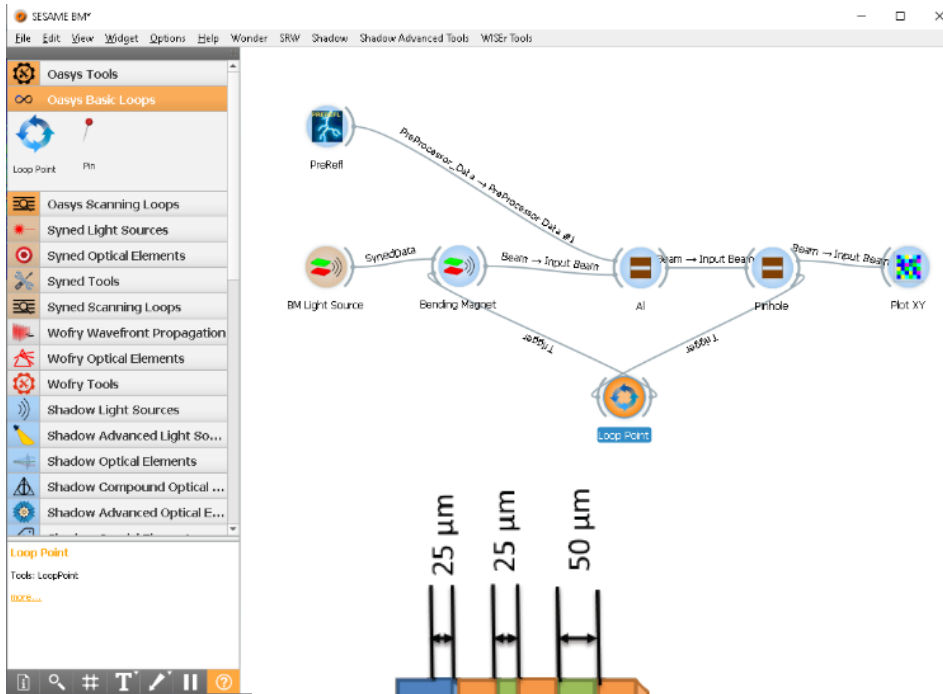 SESAME BM*
File Edit View Widget Options Help Wonder SRW Shadow Shadow Advanced Tools WISEr Tools
Oasys Tools
Oasys Basic Loops
Loop Point
Pin
Oasys Scanning Loops
Syned Light Sources
Syned Optical Elements
Syned Tools
Syned Scanning Loops
Wofry Wavefront Propagation
Wofry Optical Elements
Wofry Tools
Shadow Light Sources
Shadow Advanced Light So...
Shadow Optical Elements
Shadow Compound Optical ...
Shadow Advanced Optical E...
Loop Point
Tools: LoopPoint
more...
PREREFL
PreRefl
PreProcessor_Data → PreProcessor Data #1
BM Light Source
SynedData
Bending Magnet
Beam → Input Beam
Al
Beam → Input Beam
Pinhole
Beam → Input Beam
Plot XY
Trigger
Trigger
Loop Point
25 µm
25 µm
50 µm